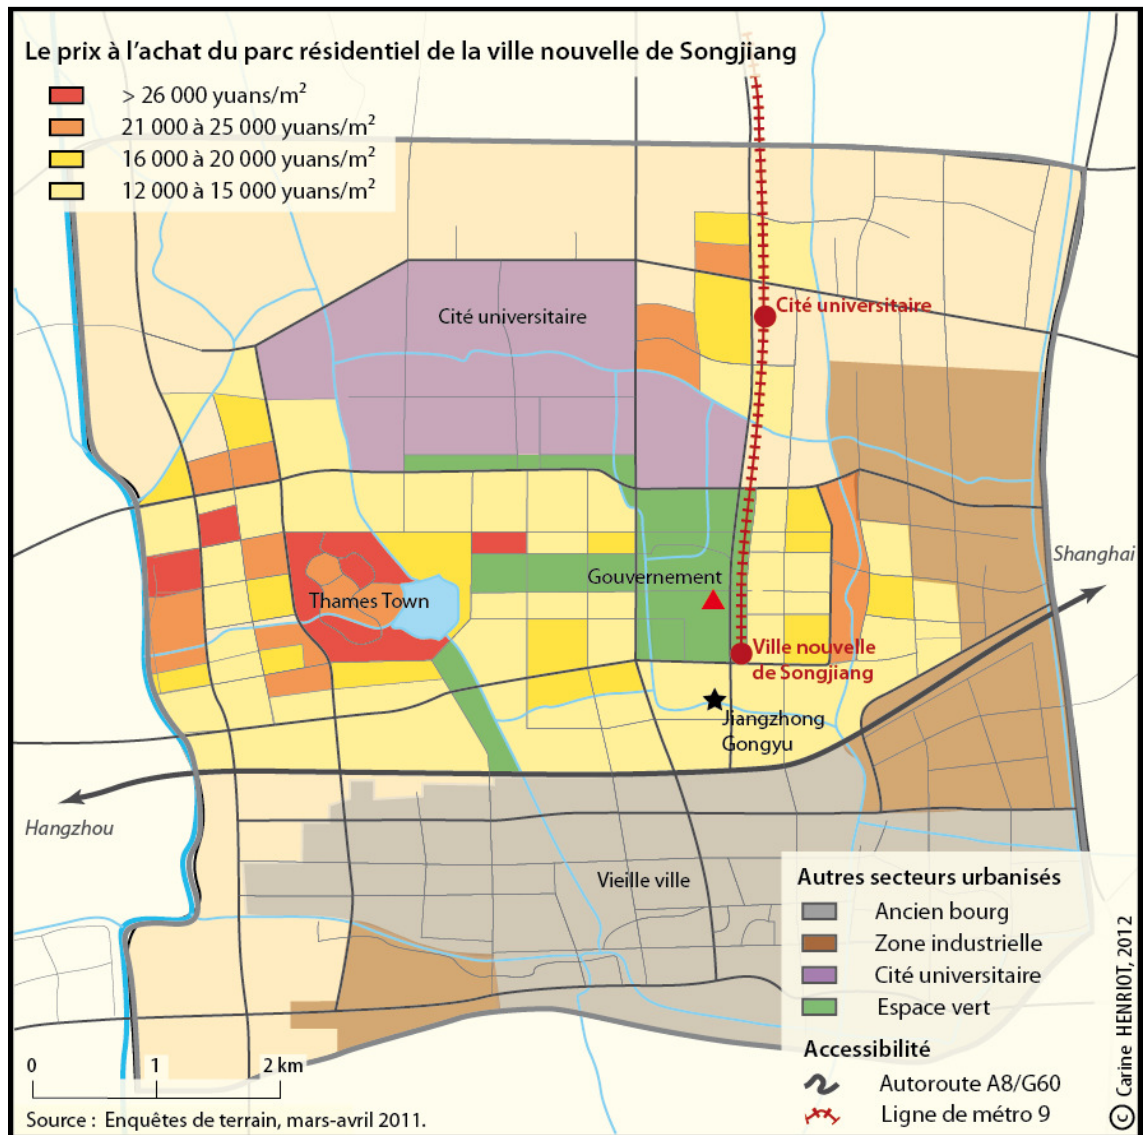 Le prix à l’achat du parc résidentiel de la ville nouvelle de Songjiang
> 26 000 yuans/m²
21 000 à 25 000 yuans/m²
16 000 à 20 000 yuans/m²
12 000 à 15 000 yuans/m²
Cité universitaire
Cité universitaire
Shanghai
Gouvernement
Thames Town
Ville nouvelle
de Songjiang
Jiangzhong
Gongyu
Hangzhou
Vieille ville
Autres secteurs urbanisés
Ancien bourg
Zone industrielle
Cité universitaire
Espace vert
Accessibilité
Autoroute A8/G60
Ligne de métro 9
0 1 2 km
Source : Enquêtes de terrain, mars-avril 2011.
© Carine HENRIOT, 2012